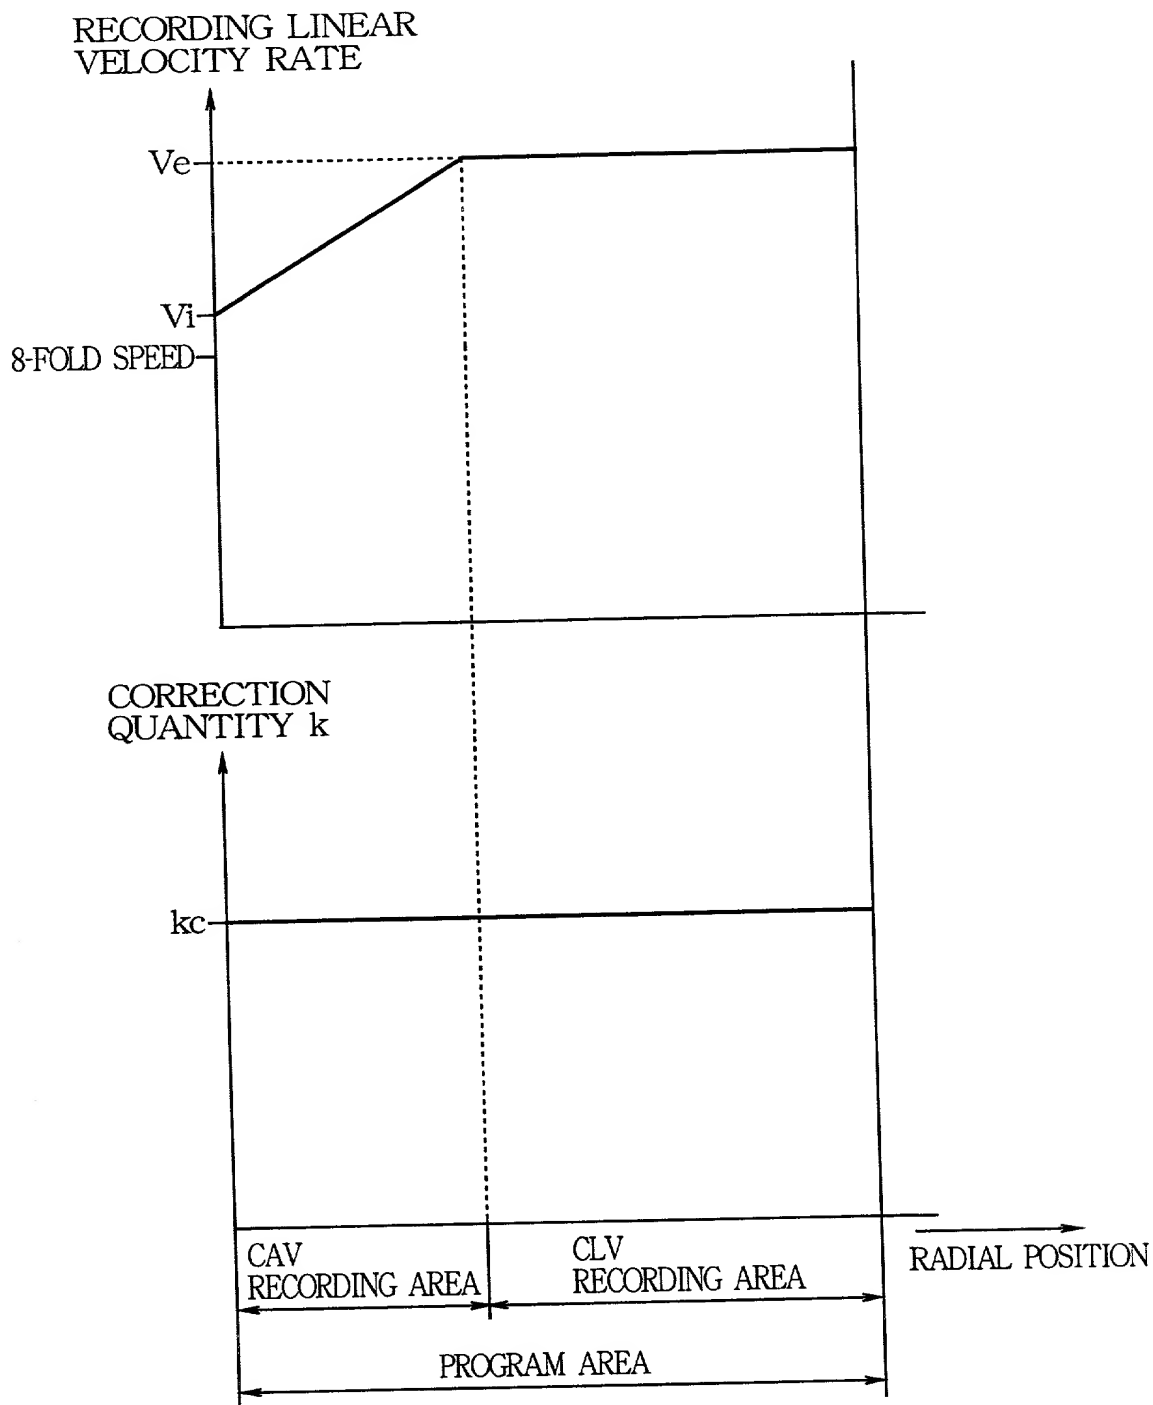 RECORDING LINEAR
VELOCITY RATE
Ve
Vi
8-FOLD SPEED
CORRECTION
QUANTITY k
kc
CAV
RECORDING AREA
CLV
RECORDING AREA
RADIAL POSITION
PROGRAM AREA